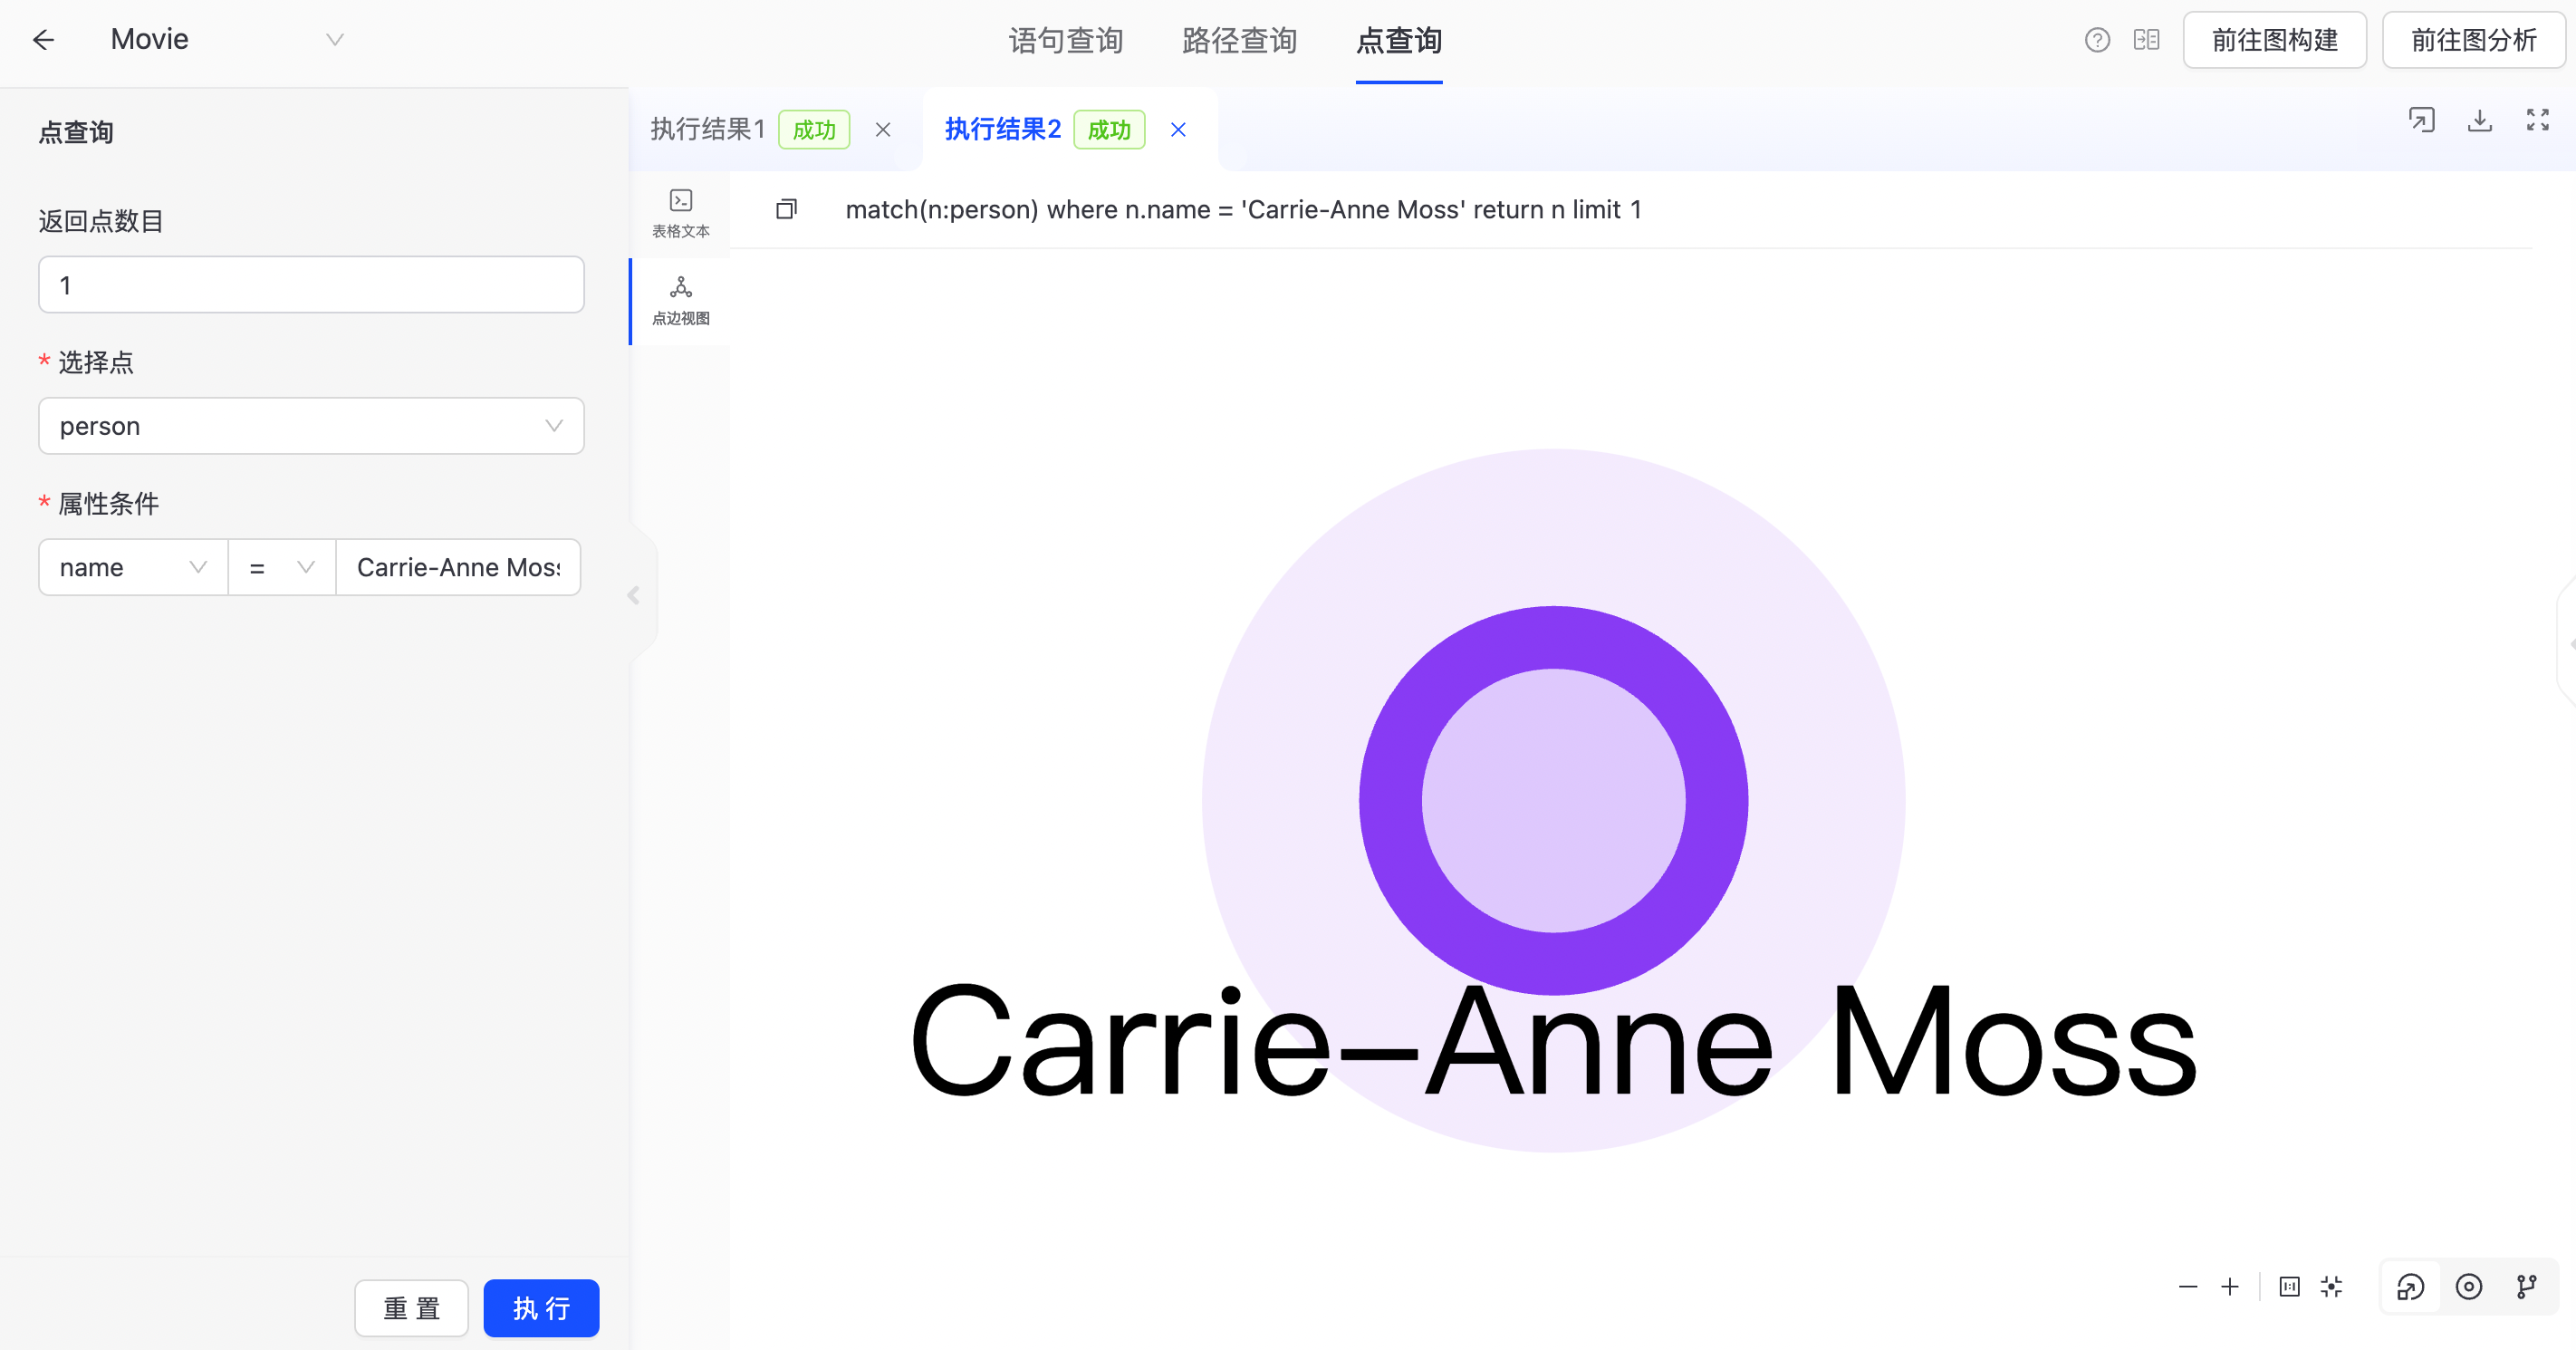 Movie
语句查询
路径查询
点查询
前往图构建
前往图分析
点查询
返回点数目
1
* 选择点
person
* 属性条件
name
=
Carrie-Anne Mos
重 置
执 行
执行结果1 成功
执行结果2 成功
表格文本
点边视图
match(n:person) where n.name = 'Carrie-Anne Moss' return n limit 1
Carrie-Anne Moss